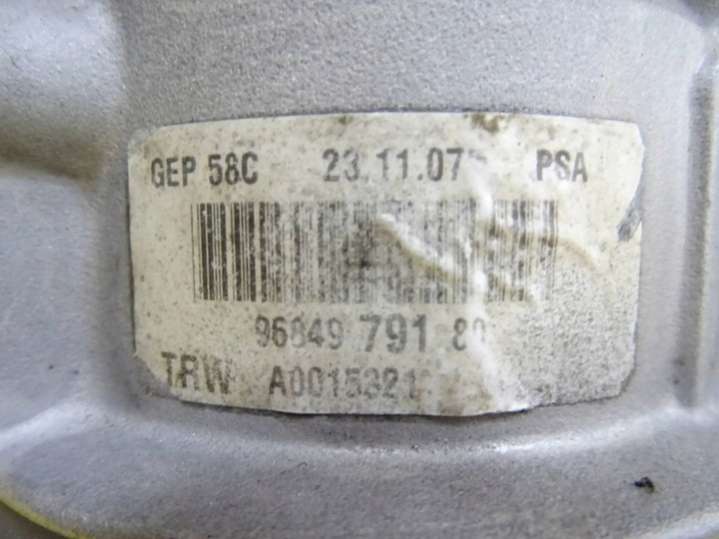 GEP 58C 23.11.07 PSA
96849 791 80
TRW A0015321